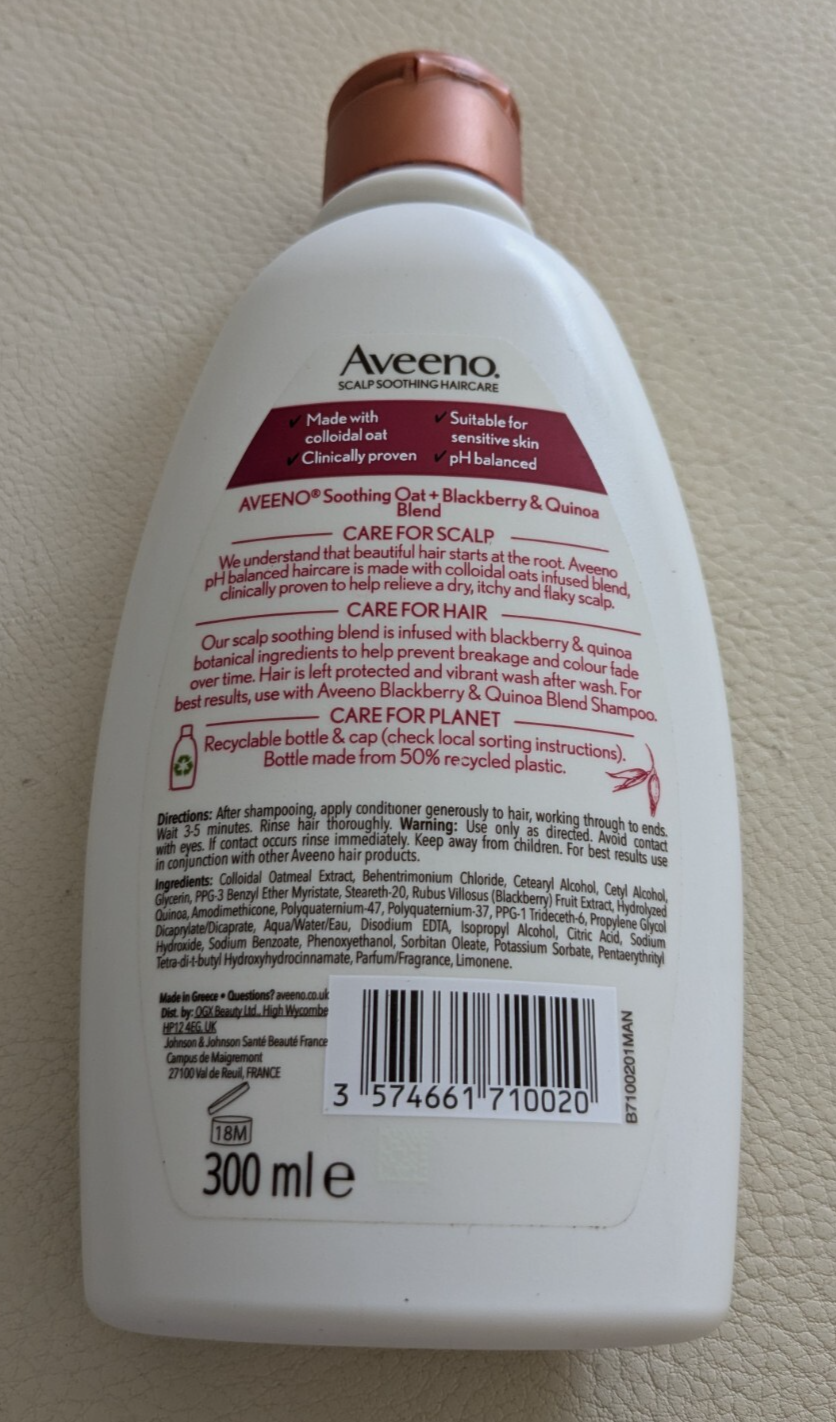 Aveeno.
SCALP SOOTHING HAIRCARE
✓ Made with colloidal oat
✓ Clinically proven
✓ Suitable for sensitive skin
✓ pH balanced
AVEENO® Soothing Oat + Blackberry & Quinoa
Blend
CARE FOR SCALP
We understand that beautiful hair starts at the root. Aveeno
pH balanced haircare is made with colloidal oats infused blend,
clinically proven to help relieve a dry, itchy and flaky scalp.
CARE FOR HAIR
Our scalp soothing blend is infused with blackberry & quinoa
botanical ingredients to help prevent breakage and colour fade
over time. Hair is left protected and vibrant wash after wash. For
best results, use with Aveeno Blackberry & Quinoa Blend Shampoo.
CARE FOR PLANET
Recyclable bottle & cap (check local sorting instructions).
Bottle made from 50% recycled plastic.
Directions: After shampooing, apply conditioner generously to hair, working through to ends.
Wait 3-5 minutes. Rinse hair thoroughly. Warning: Use only as directed. Avoid contact
with eyes. If contact occurs rinse immediately. Keep away from children. For best results use
in conjunction with other Aveeno hair products.
Ingredients: Colloidal Oatmeal Extract, Behentrimonium Chloride, Cetearyl Alcohol, Cetyl Alcohol,
Glycerin, PPG-3 Benzyl Ether Myristate, Steareth-20, Rubus Villosus (Blackberry) Fruit Extract, Hydrolyzed
Quinoa, Amodimethicone, Polyquaternium-47, Polyquaternium-37, PPG-1 Trideceth-6, Propylene Glycol
Dicaprylate/Dicaprate, Aqua/Water/Eau, Disodium EDTA, Isopropyl Alcohol, Citric Acid, Sodium
Hydroxide, Sodium Benzoate, Phenoxyethanol, Sorbitan Oleate, Potassium Sorbate, Pentaerythrityl
Tetra-di-t-butyl Hydroxyhydrocinnamate, Parfum/Fragrance, Limonene.
Made in Greece • Questions? aveeno.co.uk
Dist. by: OGX Beauty Ltd., High Wycombe
HP12 4EG, UK
Johnson & Johnson Santé Beauté France
Campus de Maigremont
27100 Val de Reuil, FRANCE
3 574661 710020
B7100201MAN
18M
300 ml e